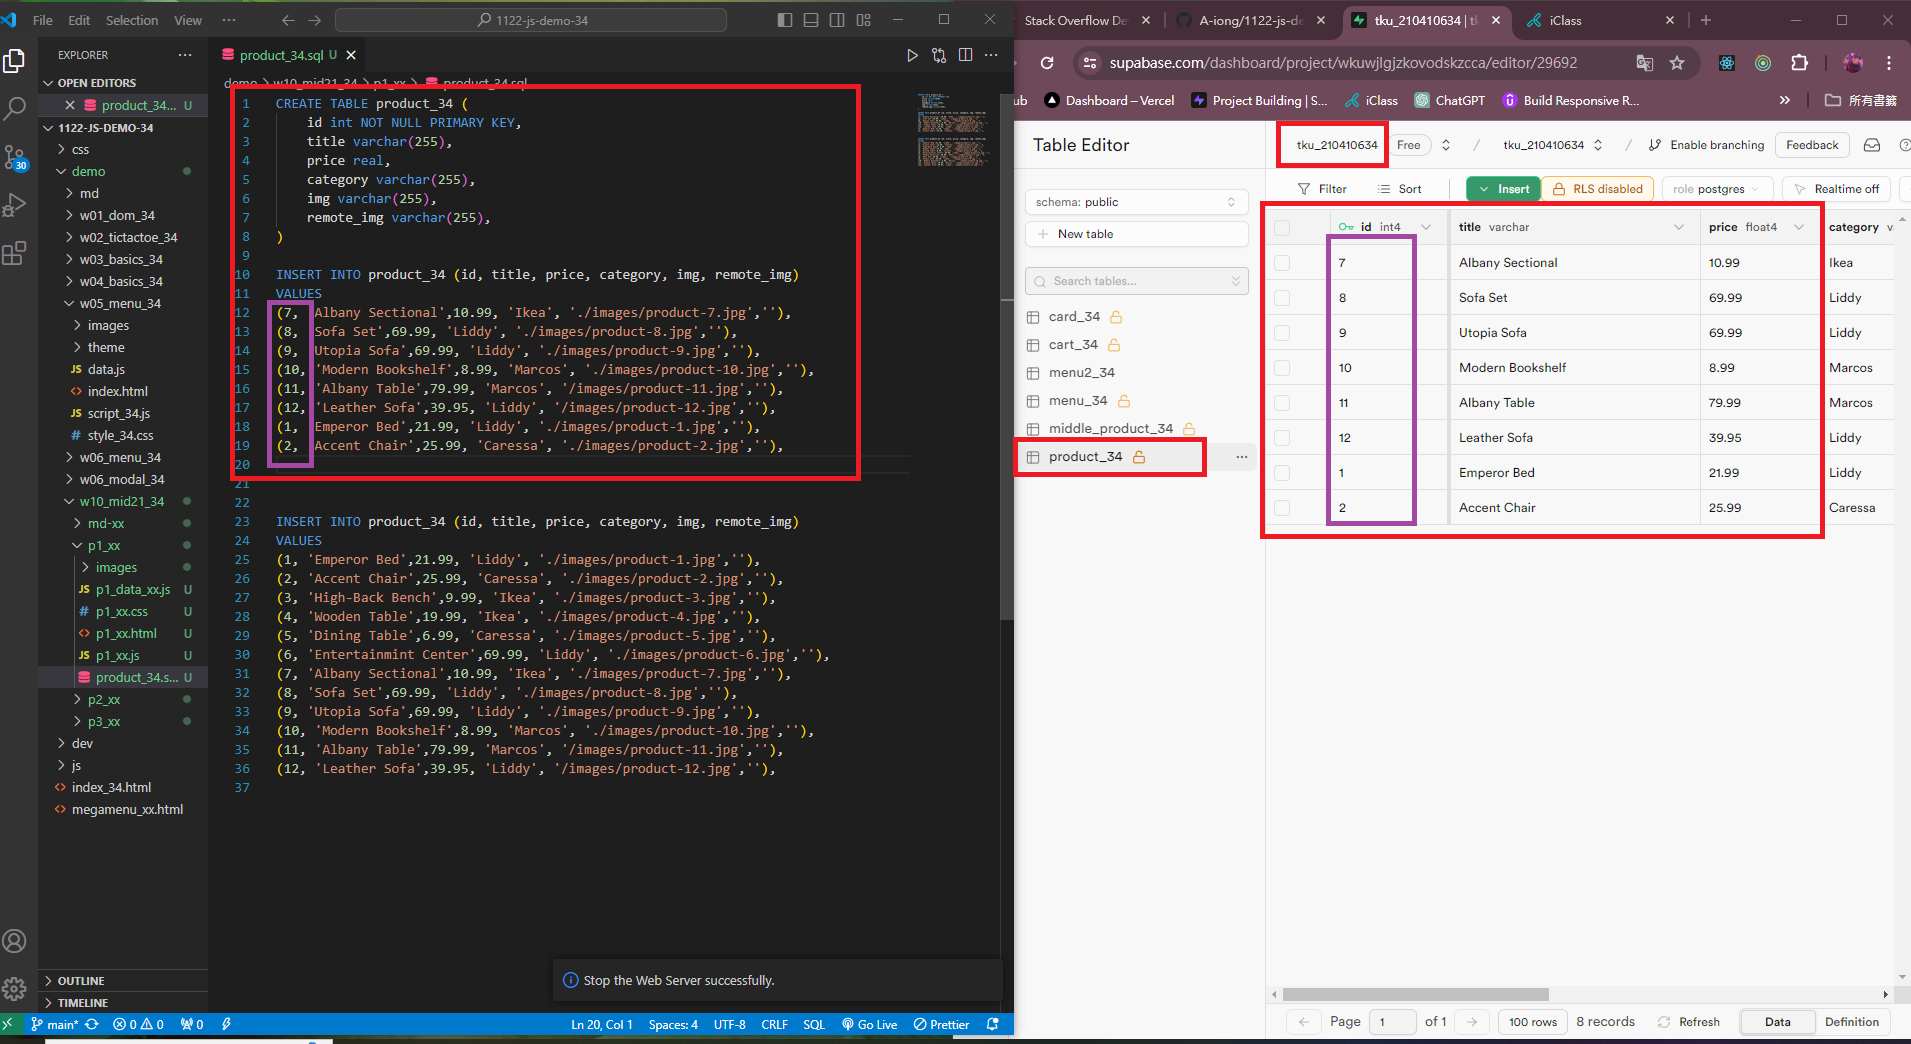 File Edit Selection View ··· 1122-js-demo-34
EXPLORER ···
OPEN EDITORS
product_34... U
1122-JS-DEMO-34
css
demo
md
w01_dom_34
w02_tictactoe_34
w03_basics_34
w04_basics_34
w05_menu_34
images
theme
JS data.js
<> index.html
JS script_34.js
# style_34.css
w06_menu_34
w06_modal_34
w10_mid21_34
md-xx
p1_xx
images
JS p1_data_xx.js U
# p1_xx.css U
<> p1_xx.html U
JS p1_xx.js U
product_34.s... U
p2_xx
p3_xx
dev
js
<> index_34.html
<> megamenu_xx.html
OUTLINE
TIMELINE
30
product_34.sql U
demo > w10_mid21_34 > p1_xx > product_34.sql
1 CREATE TABLE product_34 (
2 id int NOT NULL PRIMARY KEY,
3 title varchar(255),
4 price real,
5 category varchar(255),
6 img varchar(255),
7 remote_img varchar(255),
8 )
9
10 INSERT INTO product_34 (id, title, price, category, img, remote_img)
11 VALUES
12 (7, Albany Sectional',10.99, 'Ikea', './images/product-7.jpg',''),
13 (8, Sofa Set',69.99, 'Liddy', './images/product-8.jpg',''),
14 (9, Utopia Sofa',69.99, 'Liddy', './images/product-9.jpg',''),
15 (10, 'Modern Bookshelf',8.99, 'Marcos', './images/product-10.jpg',''),
16 (11, 'Albany Table',79.99, 'Marcos', '/images/product-11.jpg',''),
17 (12, 'Leather Sofa',39.95, 'Liddy', '/images/product-12.jpg',''),
18 (1, Emperor Bed',21.99, 'Liddy', './images/product-1.jpg',''),
19 (2, Accent Chair',25.99, 'Caressa', './images/product-2.jpg',''),
20
21
22
23 INSERT INTO product_34 (id, title, price, category, img, remote_img)
24 VALUES
25 (1, 'Emperor Bed',21.99, 'Liddy', './images/product-1.jpg',''),
26 (2, 'Accent Chair',25.99, 'Caressa', './images/product-2.jpg',''),
27 (3, 'High-Back Bench',9.99, 'Ikea', './images/product-3.jpg',''),
28 (4, 'Wooden Table',19.99, 'Ikea', './images/product-4.jpg',''),
29 (5, 'Dining Table',6.99, 'Caressa', './images/product-5.jpg',''),
30 (6, 'Entertainmint Center',69.99, 'Liddy', './images/product-6.jpg',''),
31 (7, 'Albany Sectional',10.99, 'Ikea', './images/product-7.jpg',''),
32 (8, 'Sofa Set',69.99, 'Liddy', './images/product-8.jpg',''),
33 (9, 'Utopia Sofa',69.99, 'Liddy', './images/product-9.jpg',''),
34 (10, 'Modern Bookshelf',8.99, 'Marcos', './images/product-10.jpg',''),
35 (11, 'Albany Table',79.99, 'Marcos', '/images/product-11.jpg',''),
36 (12, 'Leather Sofa',39.95, 'Liddy', '/images/product-12.jpg',''),
37
Stop the Web Server successfully.
main* 0 0 0 Ln 20, Col 1 Spaces: 4 UTF-8 CRLF SQL Go Live Prettier
Stack Overflow De A-iong/1122-js-de tku_210410634 | tk iClass
supabase.com/dashboard/project/wkuwjlgjzkovodskzcca/editor/29692
ub Dashboard – Vercel Project Building | S... iClass ChatGPT Build Responsive R... 所有書籤
Table Editor
tku_210410634 Free / tku_210410634 / Enable branching Feedback
schema: public
New table
Search tables...
card_34
cart_34
menu2_34
menu_34
middle_product_34
product_34 ···
Filter Sort Insert RLS disabled role postgres Realtime off
id int4 title varchar price float4 category
7 Albany Sectional 10.99 Ikea
8 Sofa Set 69.99 Liddy
9 Utopia Sofa 69.99 Liddy
10 Modern Bookshelf 8.99 Marcos
11 Albany Table 79.99 Marcos
12 Leather Sofa 39.95 Liddy
1 Emperor Bed 21.99 Liddy
2 Accent Chair 25.99 Caressa
Page 1 of 1 100 rows 8 records Refresh Data Definition